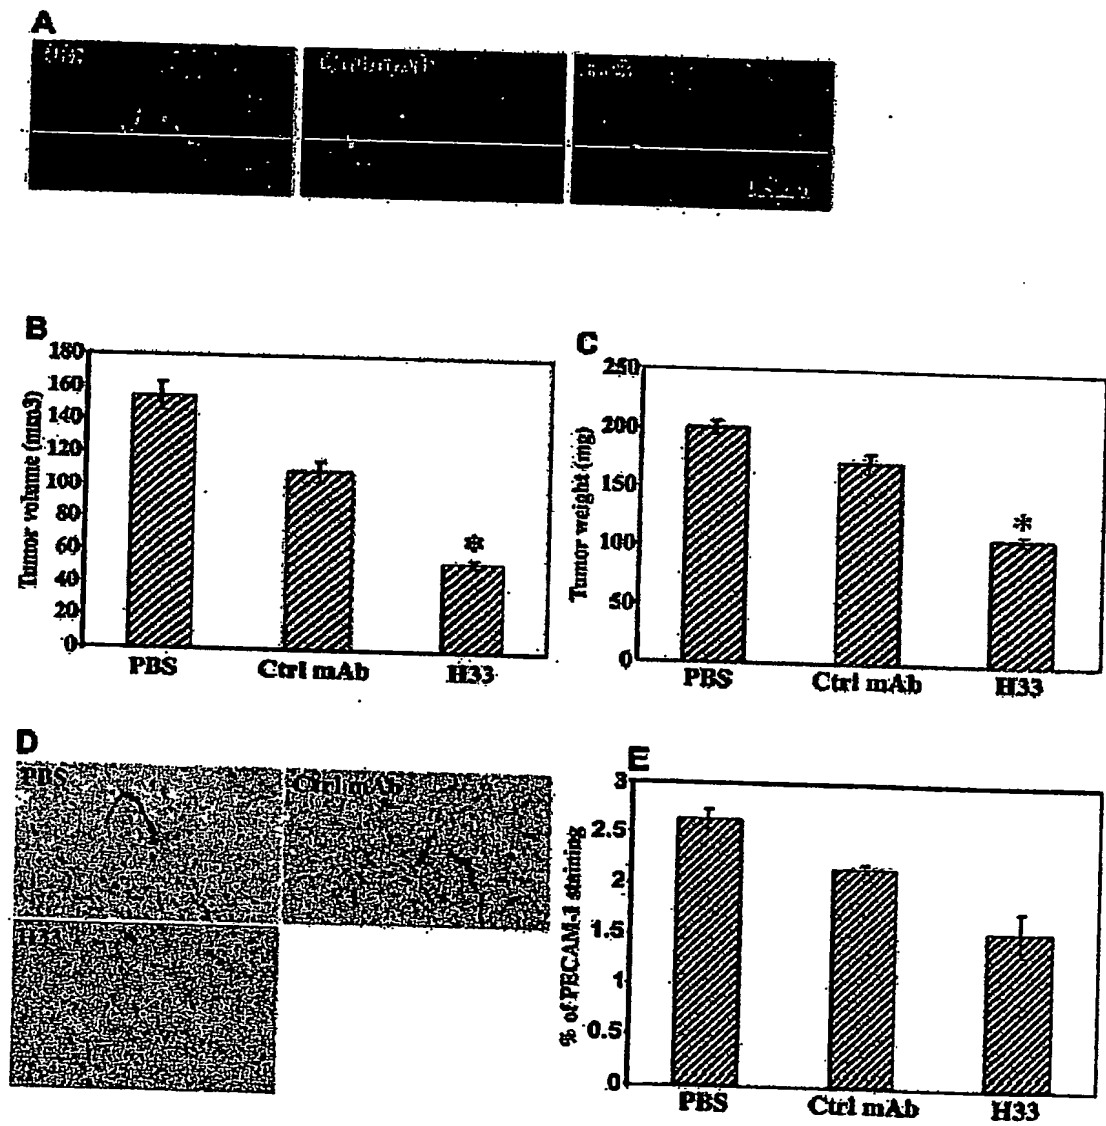 A
B
180
160
140
120
100
80
60
40
20
0
Tumor volume (mm3)
*
PBS
Ctrl mAb
H33
C
250
200
150
100
50
0
Tumor weight (mg)
*
PBS
Ctrl mAb
H33
D
PBS
Ctrl mAb
H33
E
3
2.5
2
1.5
1
0.5
0
% of PECAM-1 staining
PBS
Ctrl mAb
H33